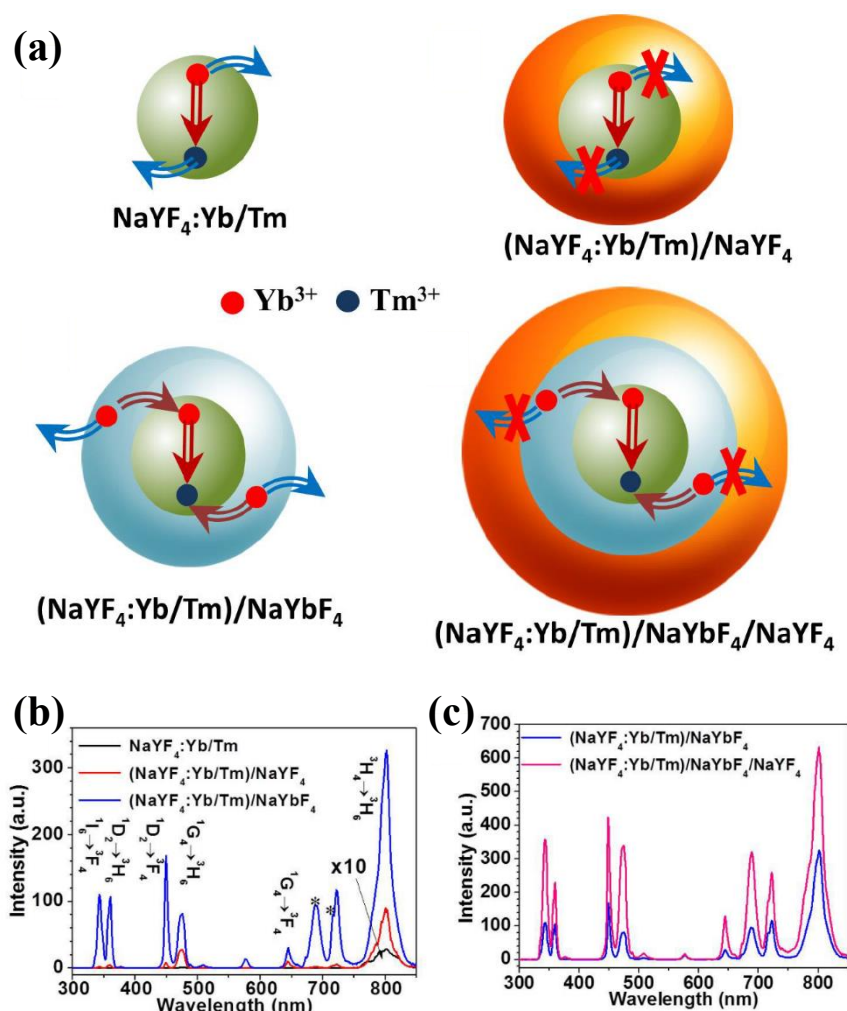 (a)
NaYF₄:Yb/Tm
(NaYF₄:Yb/Tm)/NaYF₄
Yb³⁺ Tm³⁺
(NaYF₄:Yb/Tm)/NaYbF₄
(NaYF₄:Yb/Tm)/NaYbF₄/NaYF₄
(b)
NaYF₄:Yb/Tm
(NaYF₄:Yb/Tm)/NaYF₄
(NaYF₄:Yb/Tm)/NaYbF₄
¹I₆→³F₄
¹D₂→³H₆
¹D₂→³F₄
¹G₄→³H₆
¹G₄→³F₄
* *
³H₄→³H₆
x10
300
200
100
0
Intensity (a.u.)
300 400 500 600 700 800
Wavelength (nm)
(c)
(NaYF₄:Yb/Tm)/NaYbF₄
(NaYF₄:Yb/Tm)/NaYbF₄/NaYF₄
700
600
500
400
300
200
100
0
Intensity (a.u.)
300 400 500 600 700 800
Wavelength (nm)